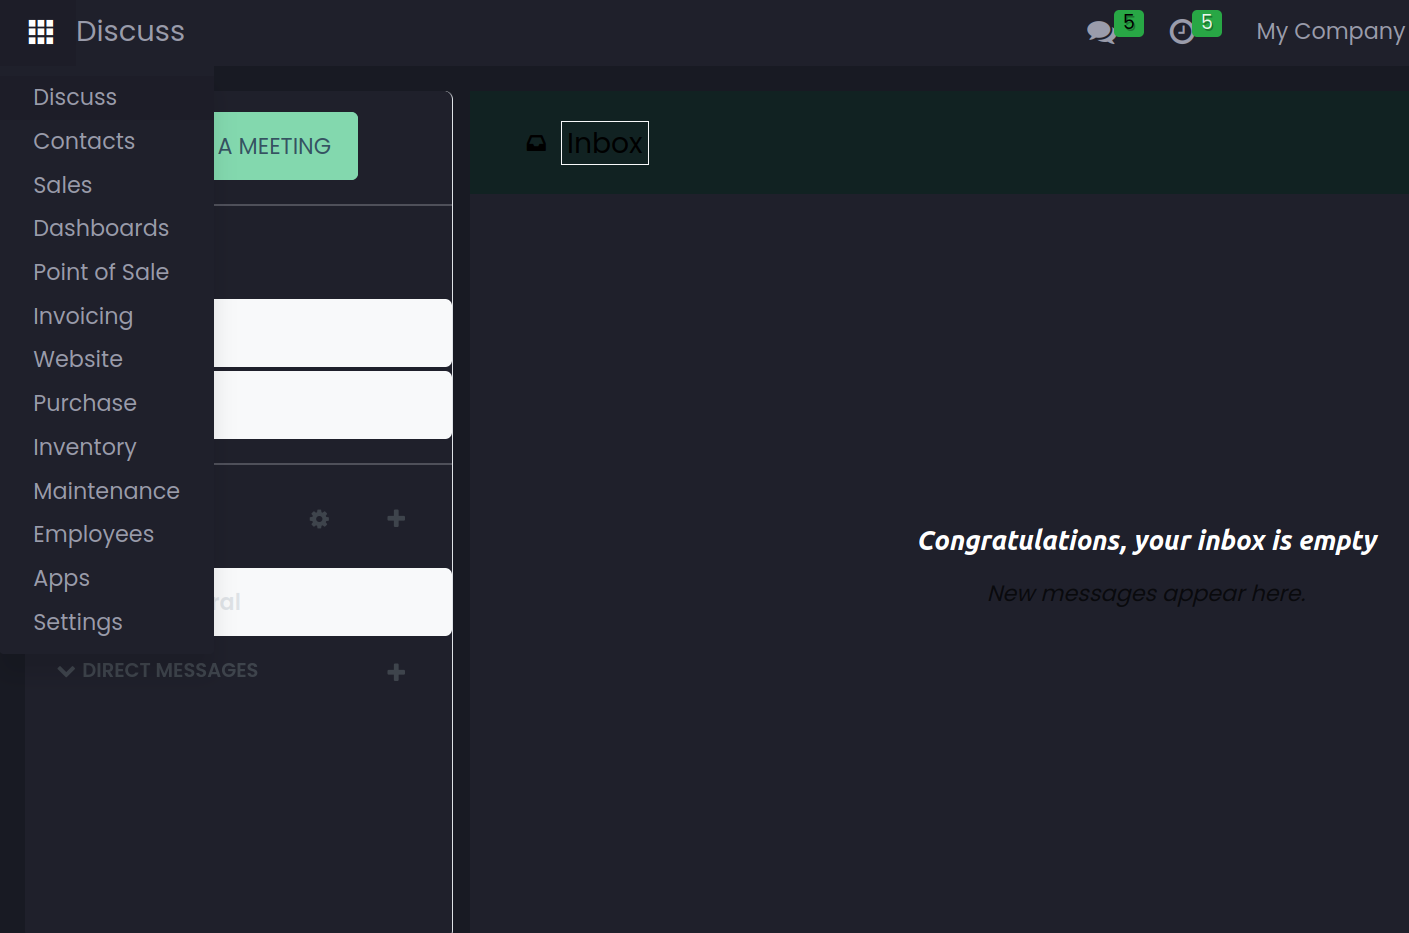 Discuss
5
5
My Company
Discuss
Contacts
Sales
Dashboards
Point of Sale
Invoicing
Website
Purchase
Inventory
Maintenance
Employees
Apps
Settings
A MEETING
ral
DIRECT MESSAGES
Inbox
Congratulations, your inbox is empty
New messages appear here.